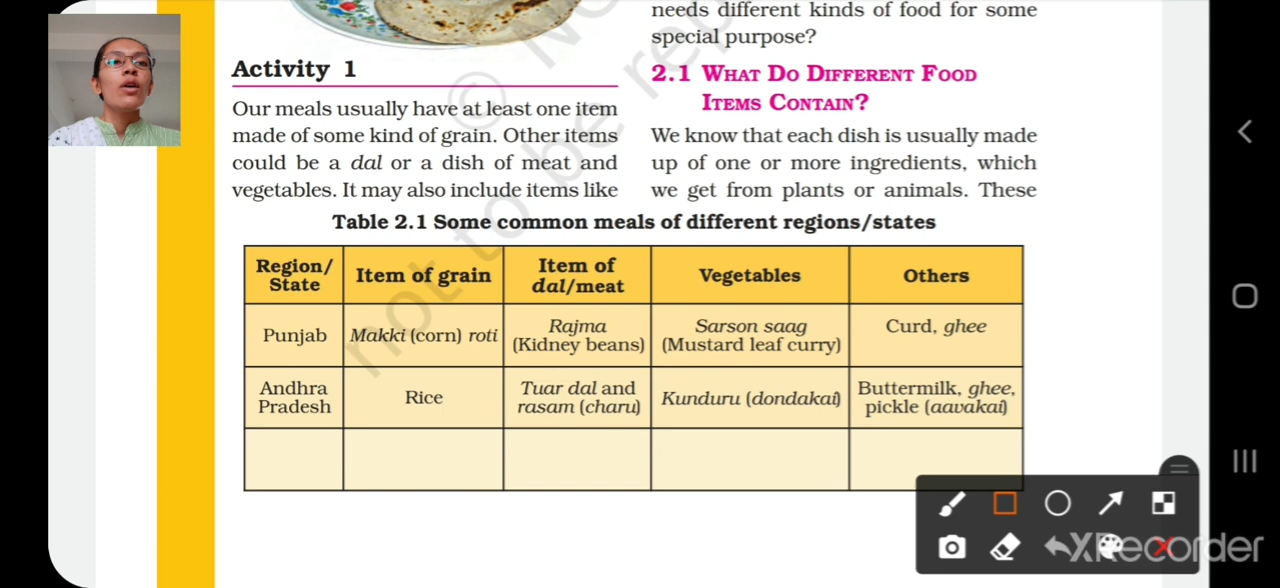 needs different kinds of food for some
special purpose?
Activity 1
Our meals usually have at least one item
made of some kind of grain. Other items
could be a dal or a dish of meat and
vegetables. It may also include items like
2.1 WHAT DO DIFFERENT FOOD
ITEMS CONTAIN?
We know that each dish is usually made
up of one or more ingredients, which
we get from plants or animals. These
Table 2.1 Some common meals of different regions/states
Region/
State
Item of grain
Item of
dal/meat
Vegetables
Others
Punjab
Makki (corn) roti
Rajma
(Kidney beans)
Sarson saag
(Mustard leaf curry)
Curd, ghee
Andhra
Pradesh
Rice
Tuar dal and
rasam (charu)
Kunduru (dondakai)
Buttermilk, ghee,
pickle (aavakai)
not to be rep
©
XRecorder